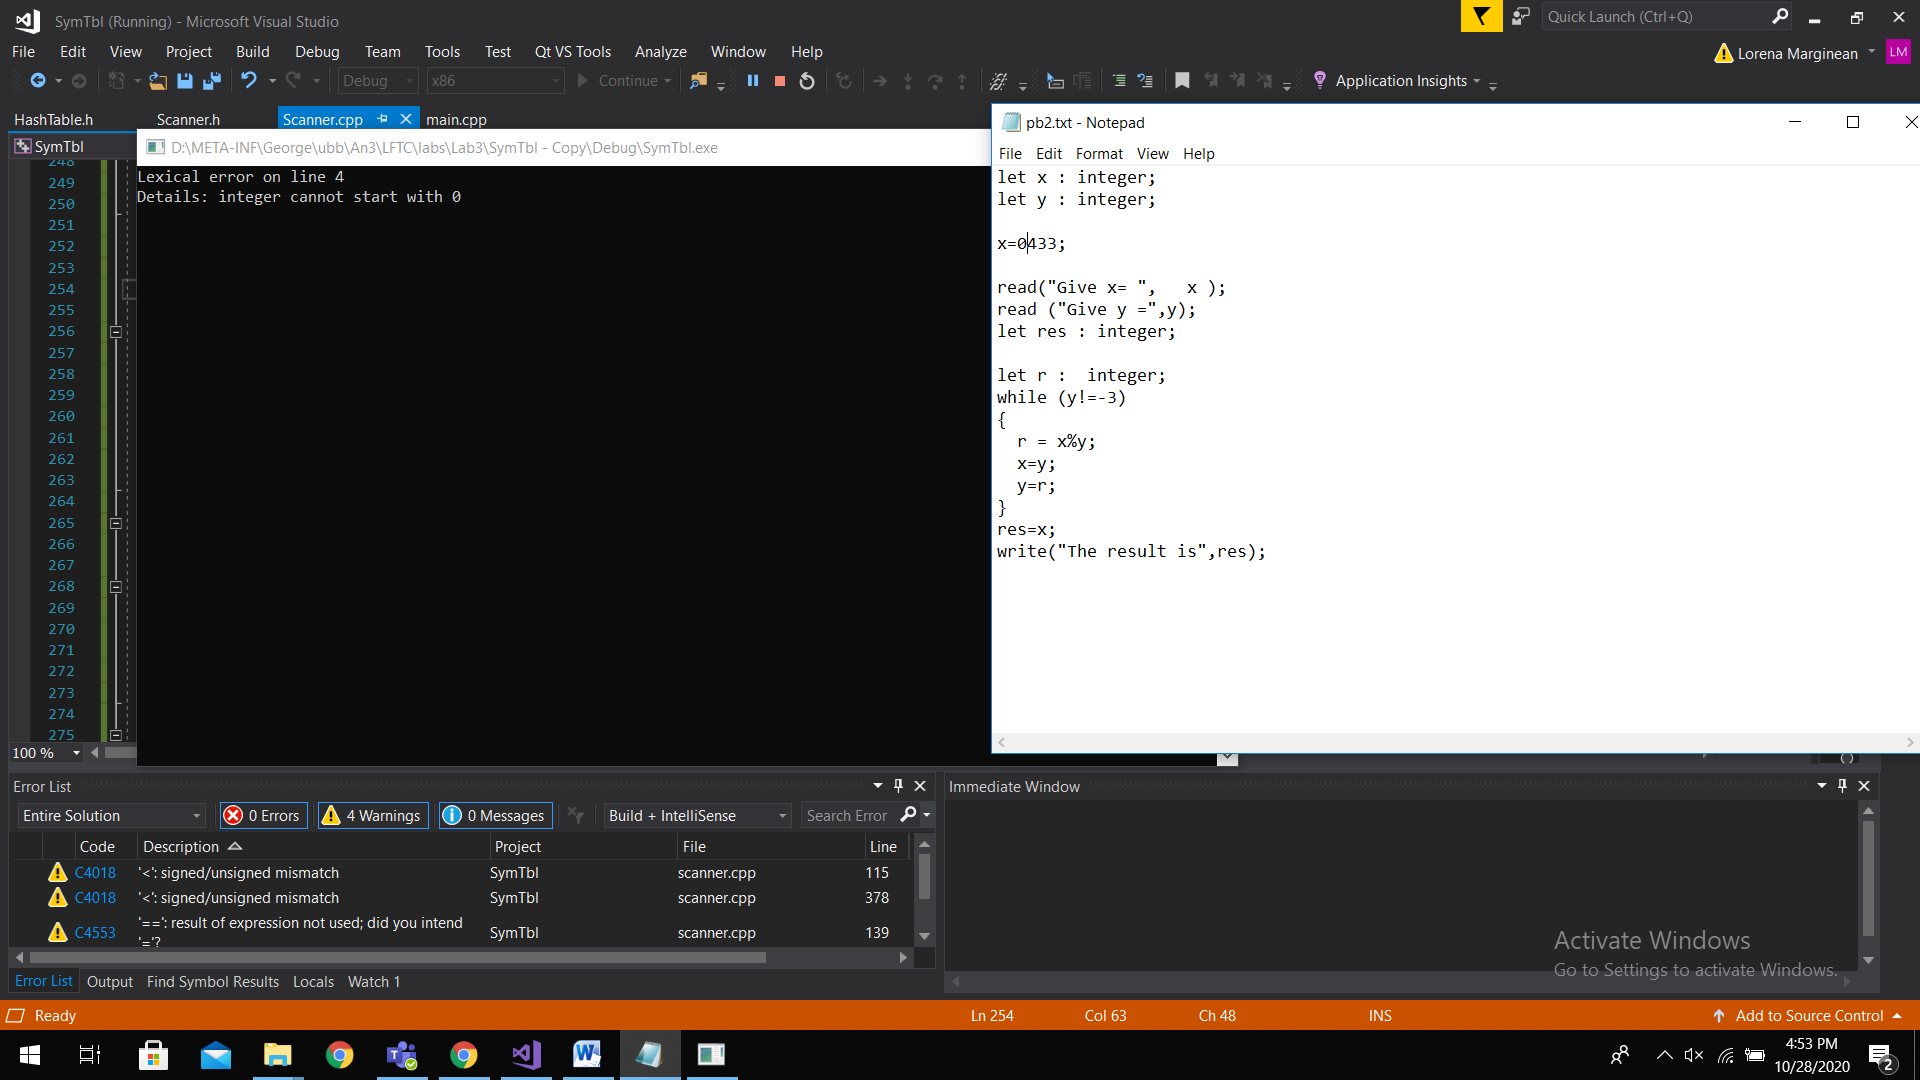 SymTbl (Running) - Microsoft Visual Studio
Quick Launch (Ctrl+Q)
File Edit View Project Build Debug Team Tools Test Qt VS Tools Analyze Window Help
Lorena Marginean LM
Debug x86 Continue Application Insights
HashTable.h Scanner.h Scanner.cpp main.cpp
SymTbl
D:\META-INF\George\ubb\An3\LFTC\labs\Lab3\SymTbl - Copy\Debug\SymTbl.exe
Lexical error on line 4
Details: integer cannot start with 0
248
249
250
251
252
253
254
255
256
257
258
259
260
261
262
263
264
265
266
267
268
269
270
271
272
273
274
275
100 %
pb2.txt - Notepad
File Edit Format View Help
let x : integer;
let y : integer;
x=0433;
read("Give x= ",   x );
read ("Give y =",y);
let res : integer;
let r :  integer;
while (y!=-3)
{
  r = x%y;
  x=y;
  y=r;
}
res=x;
write("The result is",res);
Error List
Entire Solution 0 Errors 4 Warnings 0 Messages Build + IntelliSense Search Error
Code Description Project File Line
C4018 '<': signed/unsigned mismatch SymTbl scanner.cpp 115
C4018 '<': signed/unsigned mismatch SymTbl scanner.cpp 378
C4553 '==': result of expression not used; did you intend '='? SymTbl scanner.cpp 139
Error List Output Find Symbol Results Locals Watch 1
Immediate Window
Activate Windows
Go to Settings to activate Windows.
Ready Ln 254 Col 63 Ch 48 INS Add to Source Control
4:53 PM
10/28/2020
2